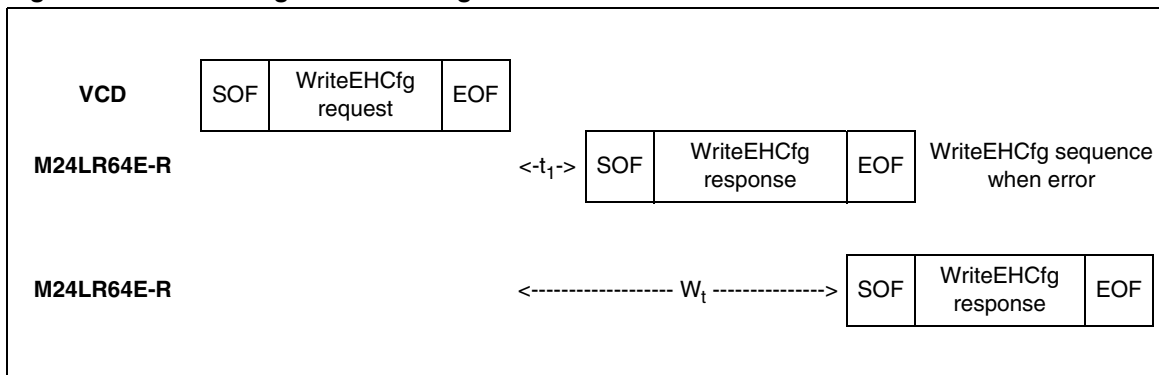 VCD SOF WriteEHCfg request EOF
M24LR64E-R <-t1-> SOF WriteEHCfg response EOF WriteEHCfg sequence when error
M24LR64E-R <------------------- Wt ---------------> SOF WriteEHCfg response EOF